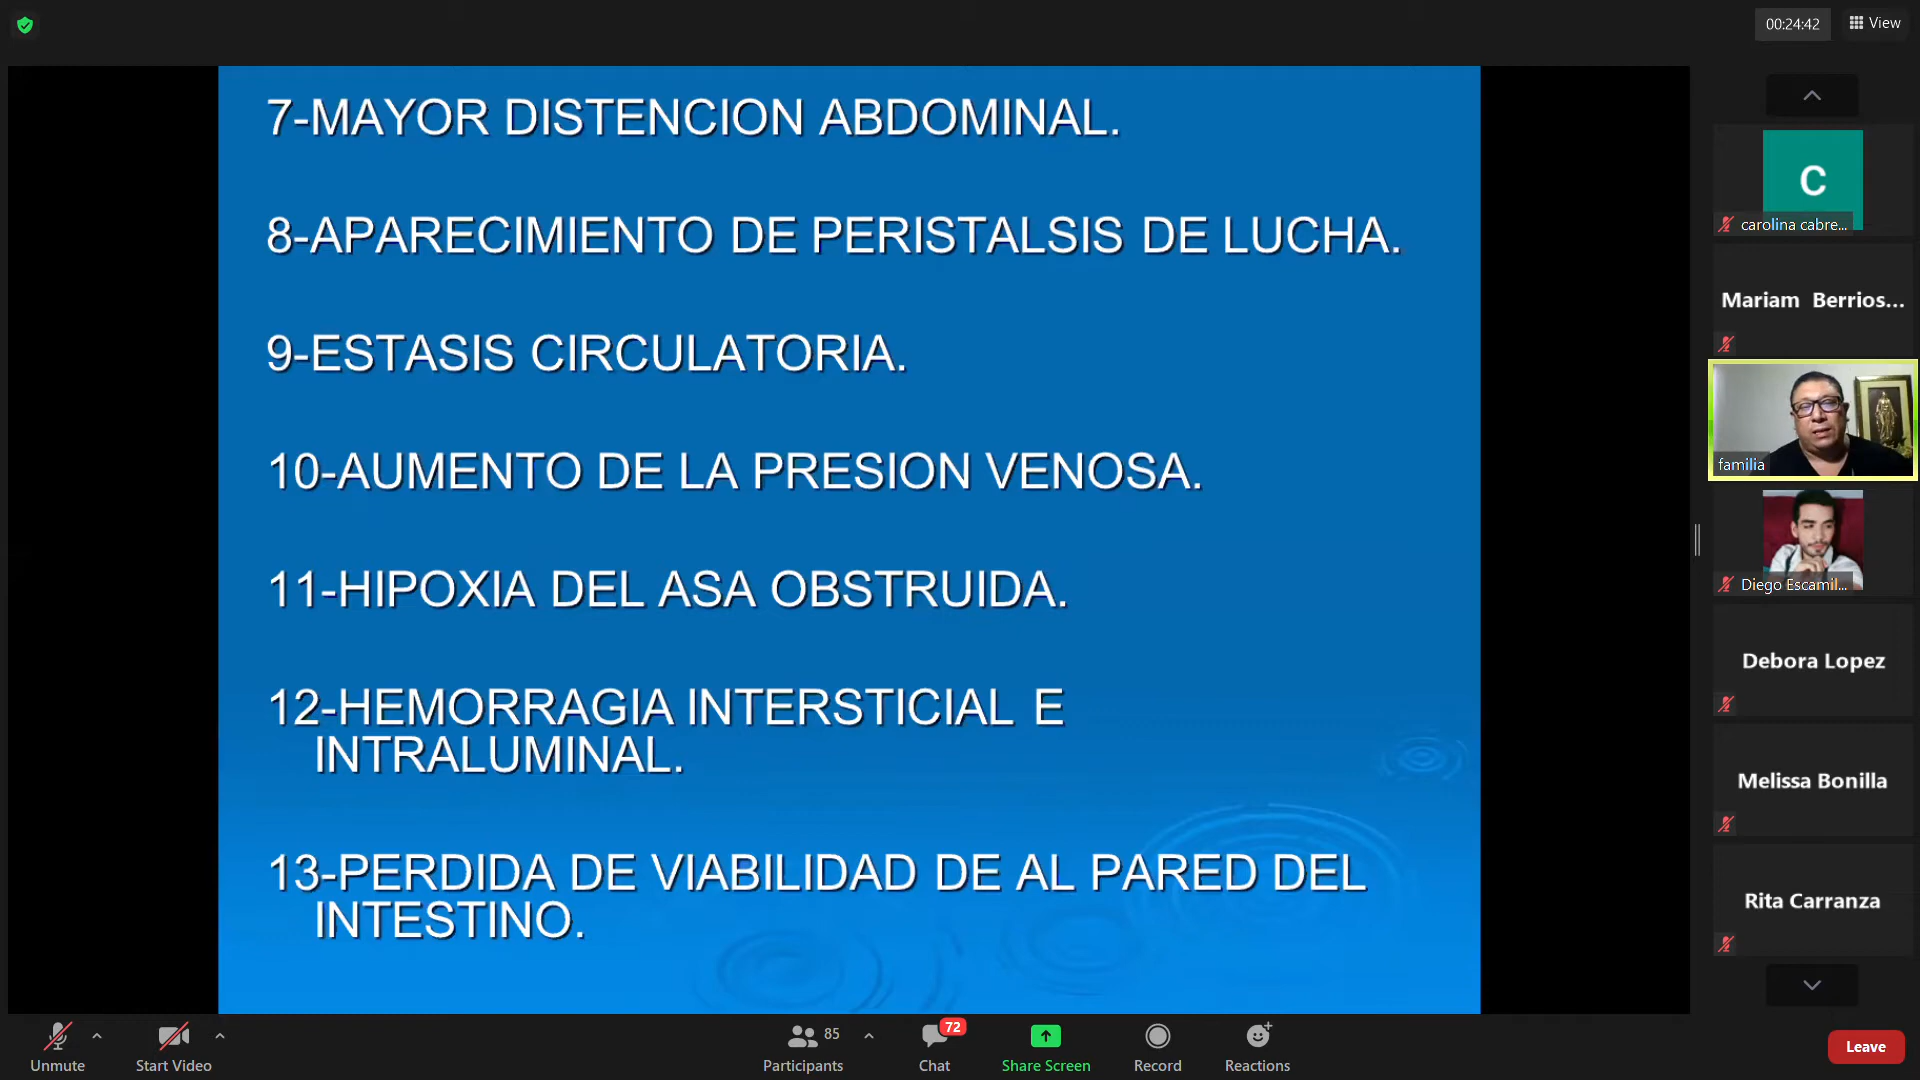 00:24:42
View
7-MAYOR DISTENCION ABDOMINAL.
8-APARECIMIENTO DE PERISTALSIS DE LUCHA.
9-ESTASIS CIRCULATORIA.
10-AUMENTO DE LA PRESION VENOSA.
11-HIPOXIA DEL ASA OBSTRUIDA.
12-HEMORRAGIA INTERSTICIAL E
INTRALUMINAL.
13-PERDIDA DE VIABILIDAD DE AL PARED DEL
INTESTINO.
C
carolina cabre...
Mariam Berrios...
familia
Diego Escamil...
Debora Lopez
Melissa Bonilla
Rita Carranza
Unmute
Start Video
85
Participants
72
Chat
Share Screen
Record
Reactions
Leave